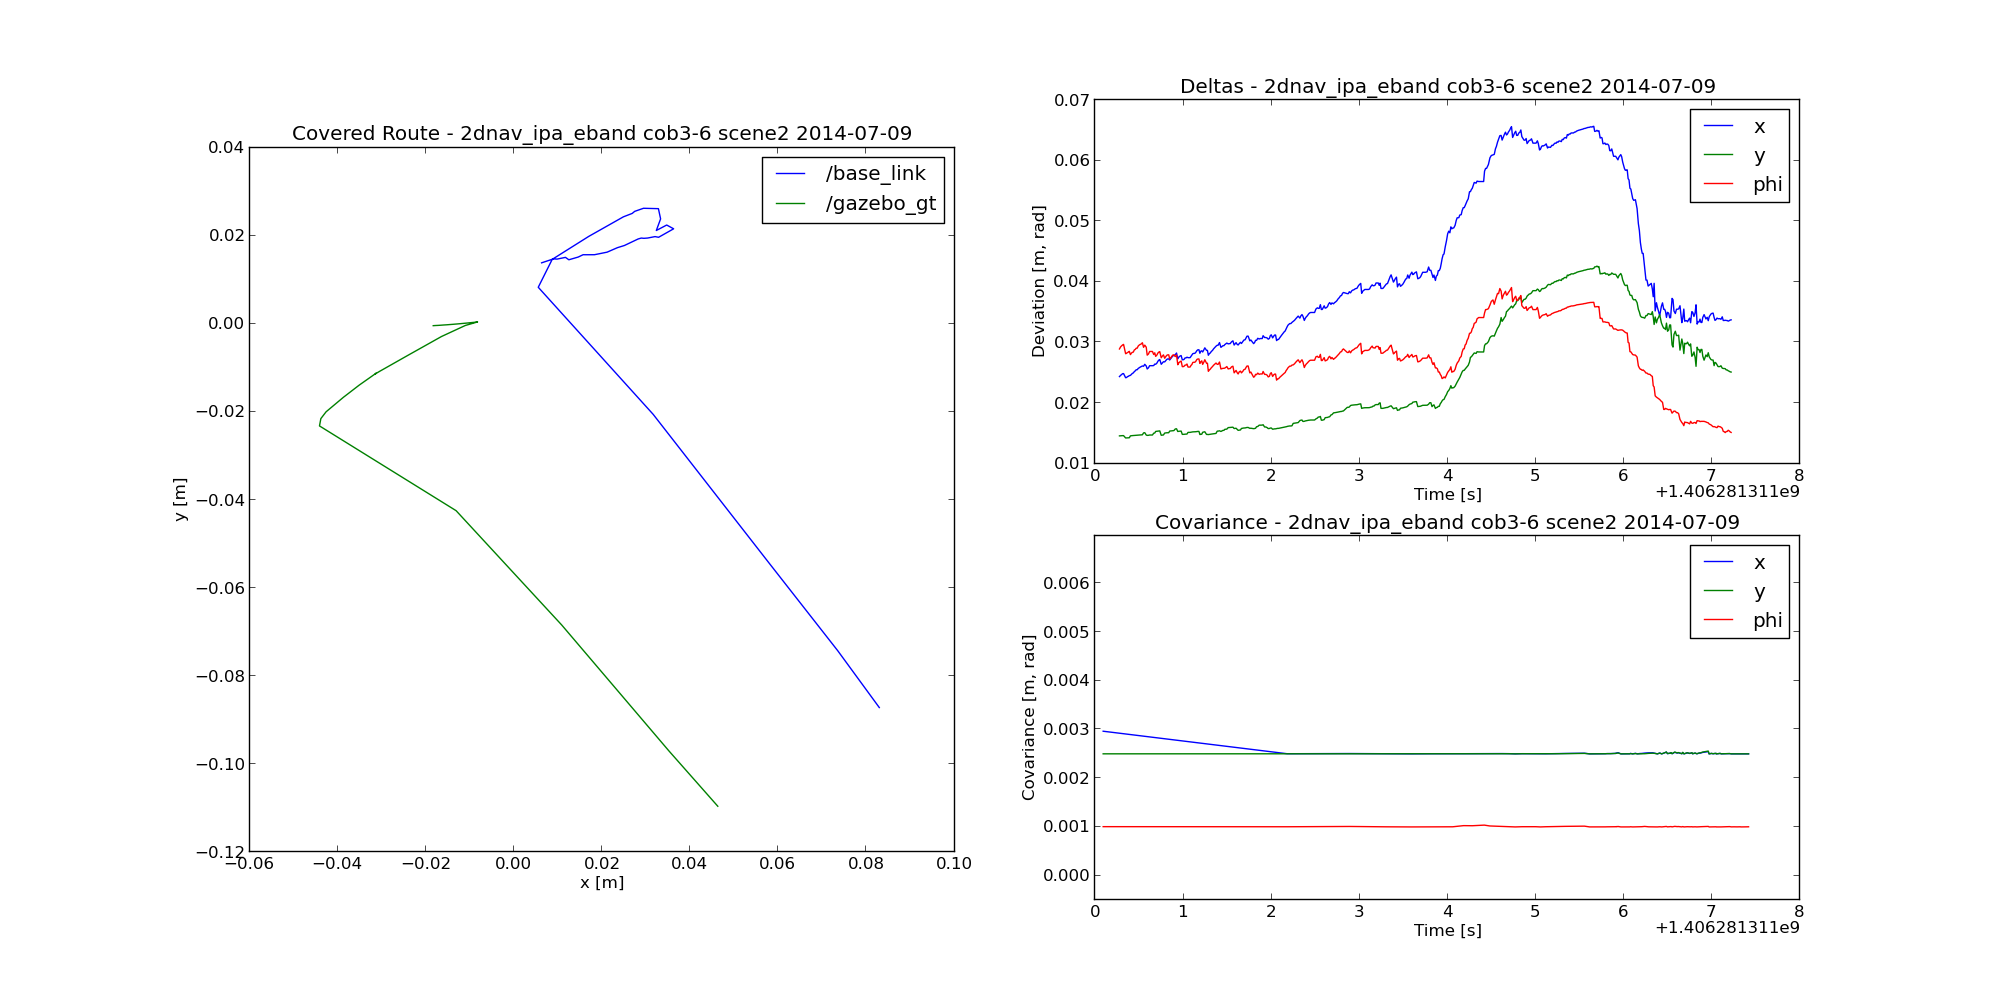 Covered Route - 2dnav_ipa_eband cob3-6 scene2 2014-07-09
/base_link
/gazebo_gt
0.04
0.02
0.00
−0.02
−0.04
−0.06
−0.08
−0.10
−0.12
y [m]
−0.06 −0.04 −0.02 0.00 0.02 0.04 0.06 0.08 0.10
x [m]
Deltas - 2dnav_ipa_eband cob3-6 scene2 2014-07-09
x
y
phi
0.07
0.06
0.05
0.04
0.03
0.02
0.01
Deviation [m, rad]
0 1 2 3 4 5 6 7 8
Time [s]
+1.406281311e9
Covariance - 2dnav_ipa_eband cob3-6 scene2 2014-07-09
x
y
phi
0.006
0.005
0.004
0.003
0.002
0.001
0.000
Covariance [m, rad]
0 1 2 3 4 5 6 7 8
Time [s]
+1.406281311e9